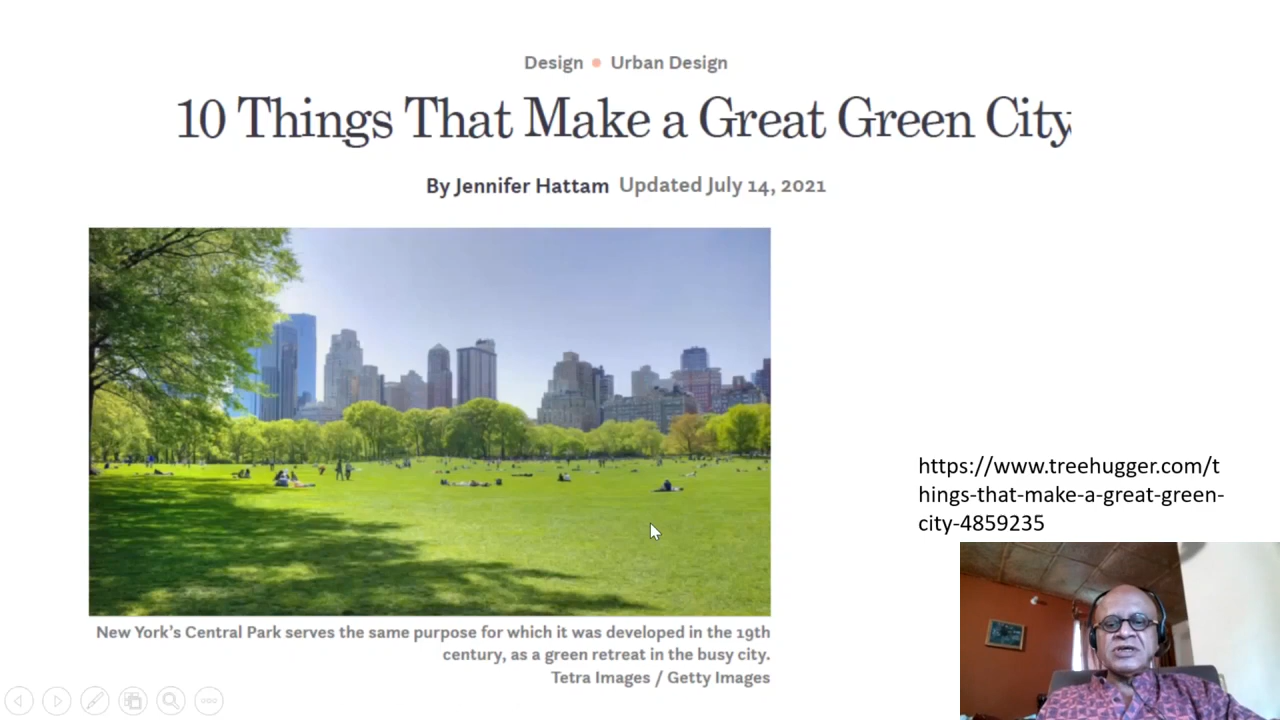 Design • Urban Design
10 Things That Make a Great Green City
By Jennifer Hattam Updated July 14, 2021
https://www.treehugger.com/t
hings-that-make-a-great-green-
city-4859235
New York’s Central Park serves the same purpose for which it was developed in the 19th
century, as a green retreat in the busy city.
Tetra Images / Getty Images